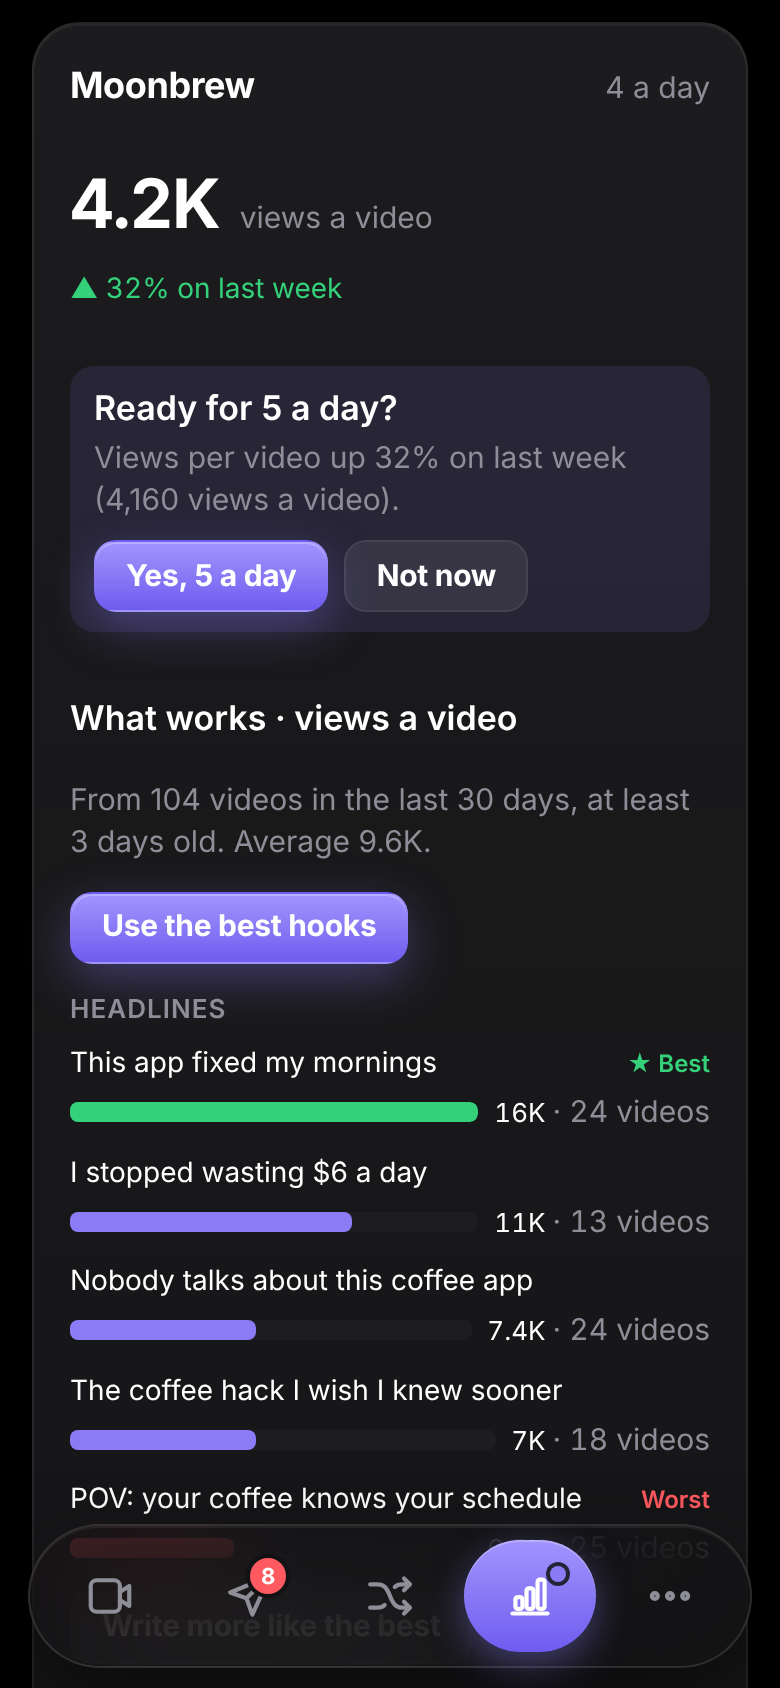 Moonbrew
4 a day
4.2K views a video
▲ 32% on last week
Ready for 5 a day?
Views per video up 32% on last week
(4,160 views a video).
Yes, 5 a day
Not now
What works · views a video
From 104 videos in the last 30 days, at least
3 days old. Average 9.6K.
Use the best hooks
HEADLINES
This app fixed my mornings
★ Best
16K · 24 videos
I stopped wasting $6 a day
11K · 13 videos
Nobody talks about this coffee app
7.4K · 24 videos
The coffee hack I wish I knew sooner
7K · 18 videos
POV: your coffee knows your schedule
Worst
25 videos
8
Write more like the best